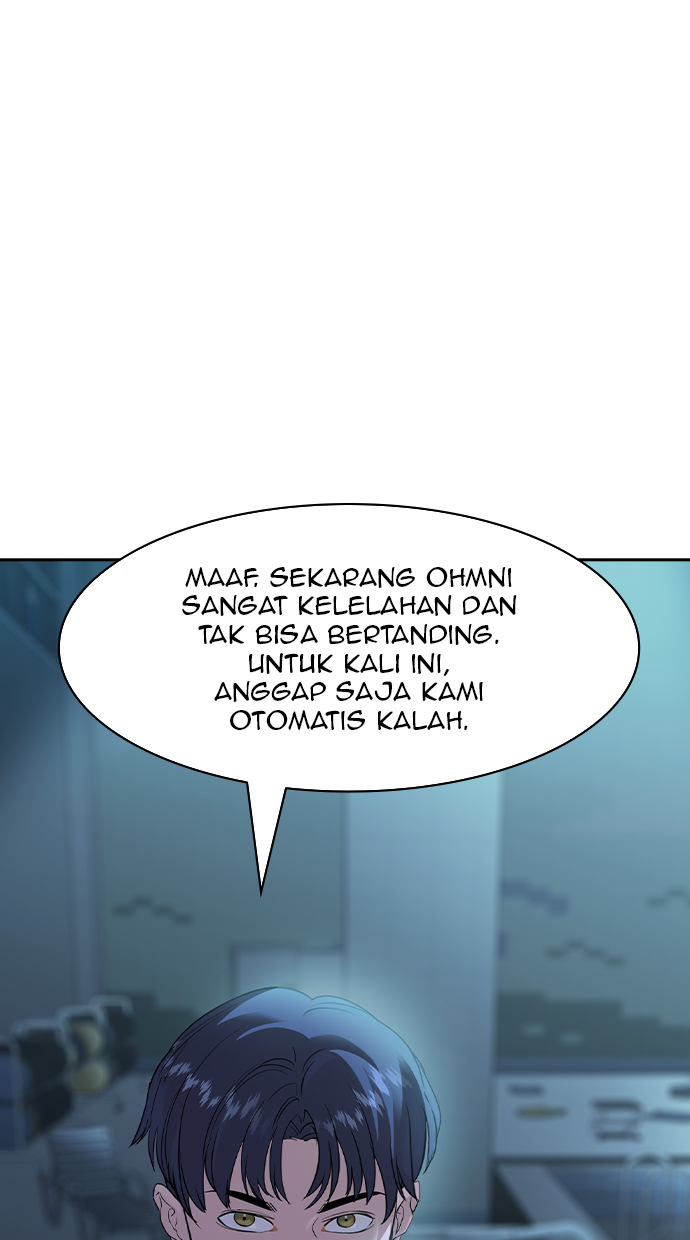 MAAF. SEKARANG OHMNI
SANGAT KELELAHAN DAN
TAK BISA BERTANDING.
UNTUK KALI INI,
ANGGAP SAJA KAMI
OTOMATIS KALAH.